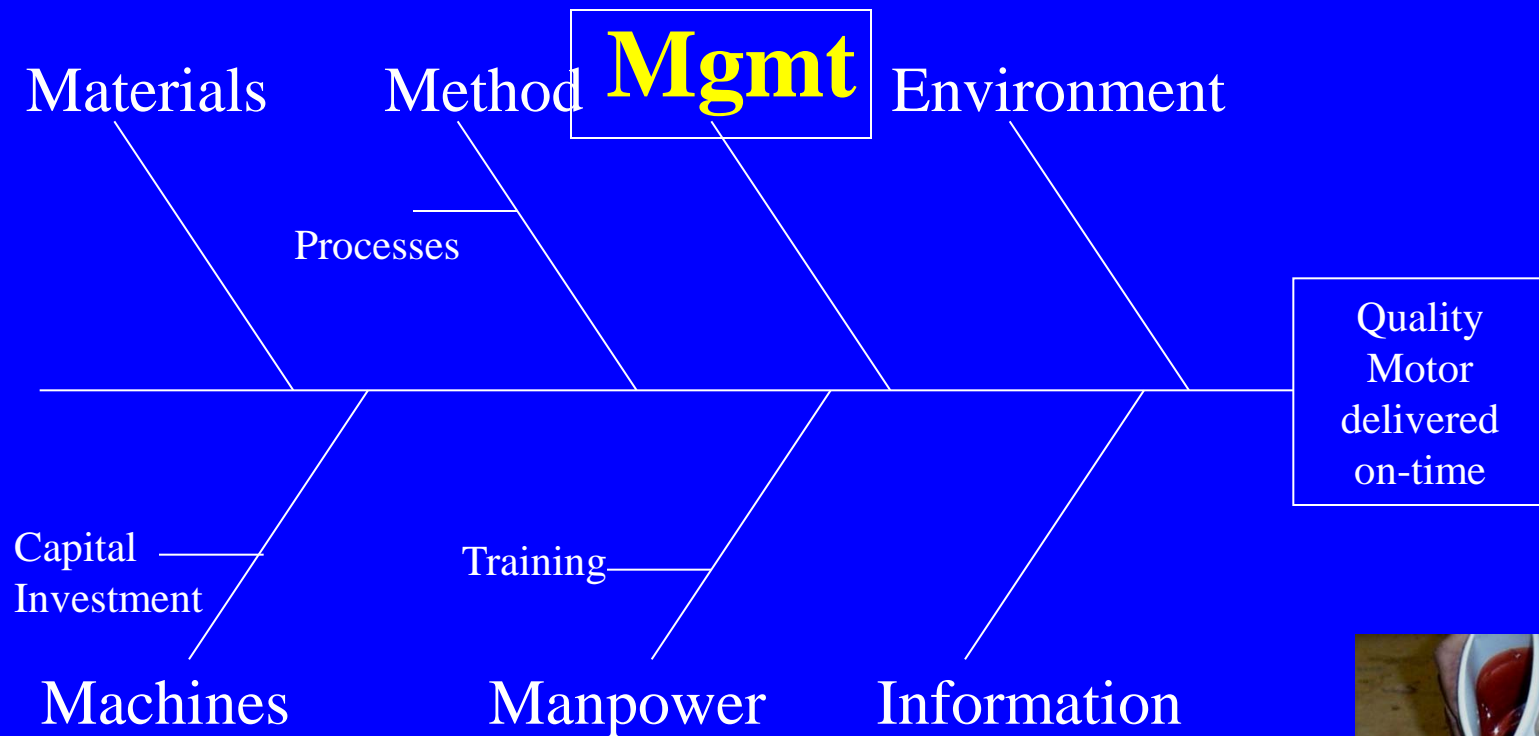 Materials
Method
Mgmt
Environment
Processes
Quality
Motor
delivered
on-time
Capital
Investment
Training
Machines
Manpower
Information